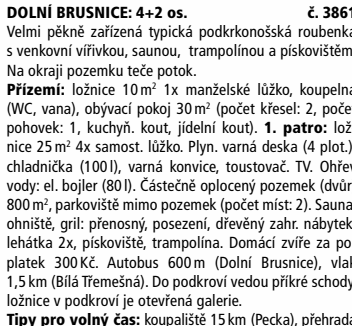 DOLNÍ BRUSNICE: 4+2 os. č. 3861
Velmi pěkně zařízená typická podkrkonošská roubenka
s venkovní vířivkou, saunou, trampolínou a pískovištěm.
Na okraji pozemku teče potok.
Přízemí: ložnice 10 m² 1x manželské lůžko, koupelna
(WC, vana), obývací pokoj 30 m² (počet křesel: 2, počet
pohovek: 1, kuchyň. kout, jídelní kout). 1. patro: lož-
nice 25 m² 4x samost. lůžko. Plyn. varná deska (4 plot.),
chladnička (100 l), varná konvice, toustovač. TV. Ohřev
vody: el. bojler (80 l). Částečně oplocený pozemek (dvůr)
800 m², parkoviště mimo pozemek (počet míst: 2). Sauna,
ohniště, gril: přenosný, posezení, dřevěný zahr. nábytek,
lehátka 2x, pískoviště, trampolína. Domácí zvíře za po-
platek 300 Kč. Autobus 600 m (Dolní Brusnice), vlak
1,5 km (Bílá Třemešná). Do podkroví vedou příkré schody,
ložnice v podkroví je otevřená galerie.
Tipy pro volný čas: koupaliště 15 km (Pecka), přehrada